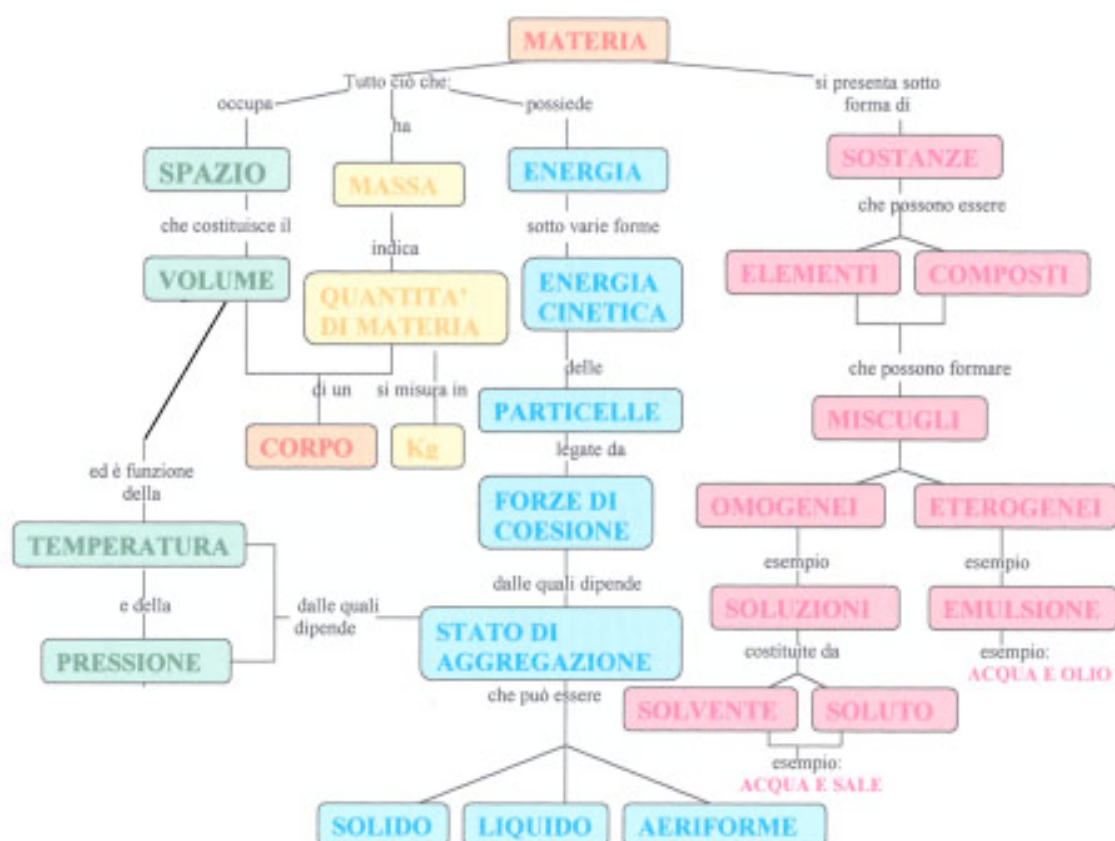 MATERIA
Tutto ciò che:
si presenta sotto
forma di
occupa
possiede
ha
SPAZIO
MASSA
ENERGIA
SOSTANZE
che costituisce il
indica
sotto varie forme
che possono essere
VOLUME
QUANTITA'
DI MATERIA
ENERGIA
CINETICA
ELEMENTI
COMPOSTI
di un
si misura in
delle
che possono formare
CORPO
Kg
PARTICELLE
MISCUGLI
legate da
ed è funzione
della
FORZE DI
COESIONE
OMOGENEI
ETEROGENEI
TEMPERATURA
esempio
esempio
e della
dalle quali
dipende
dalle quali dipende
SOLUZIONI
EMULSIONE
PRESSIONE
STATO DI
AGGREGAZIONE
costituite da
esempio:
ACQUA E OLIO
che può essere
SOLVENTE
SOLUTO
esempio:
ACQUA E SALE
SOLIDO
LIQUIDO
AERIFORME